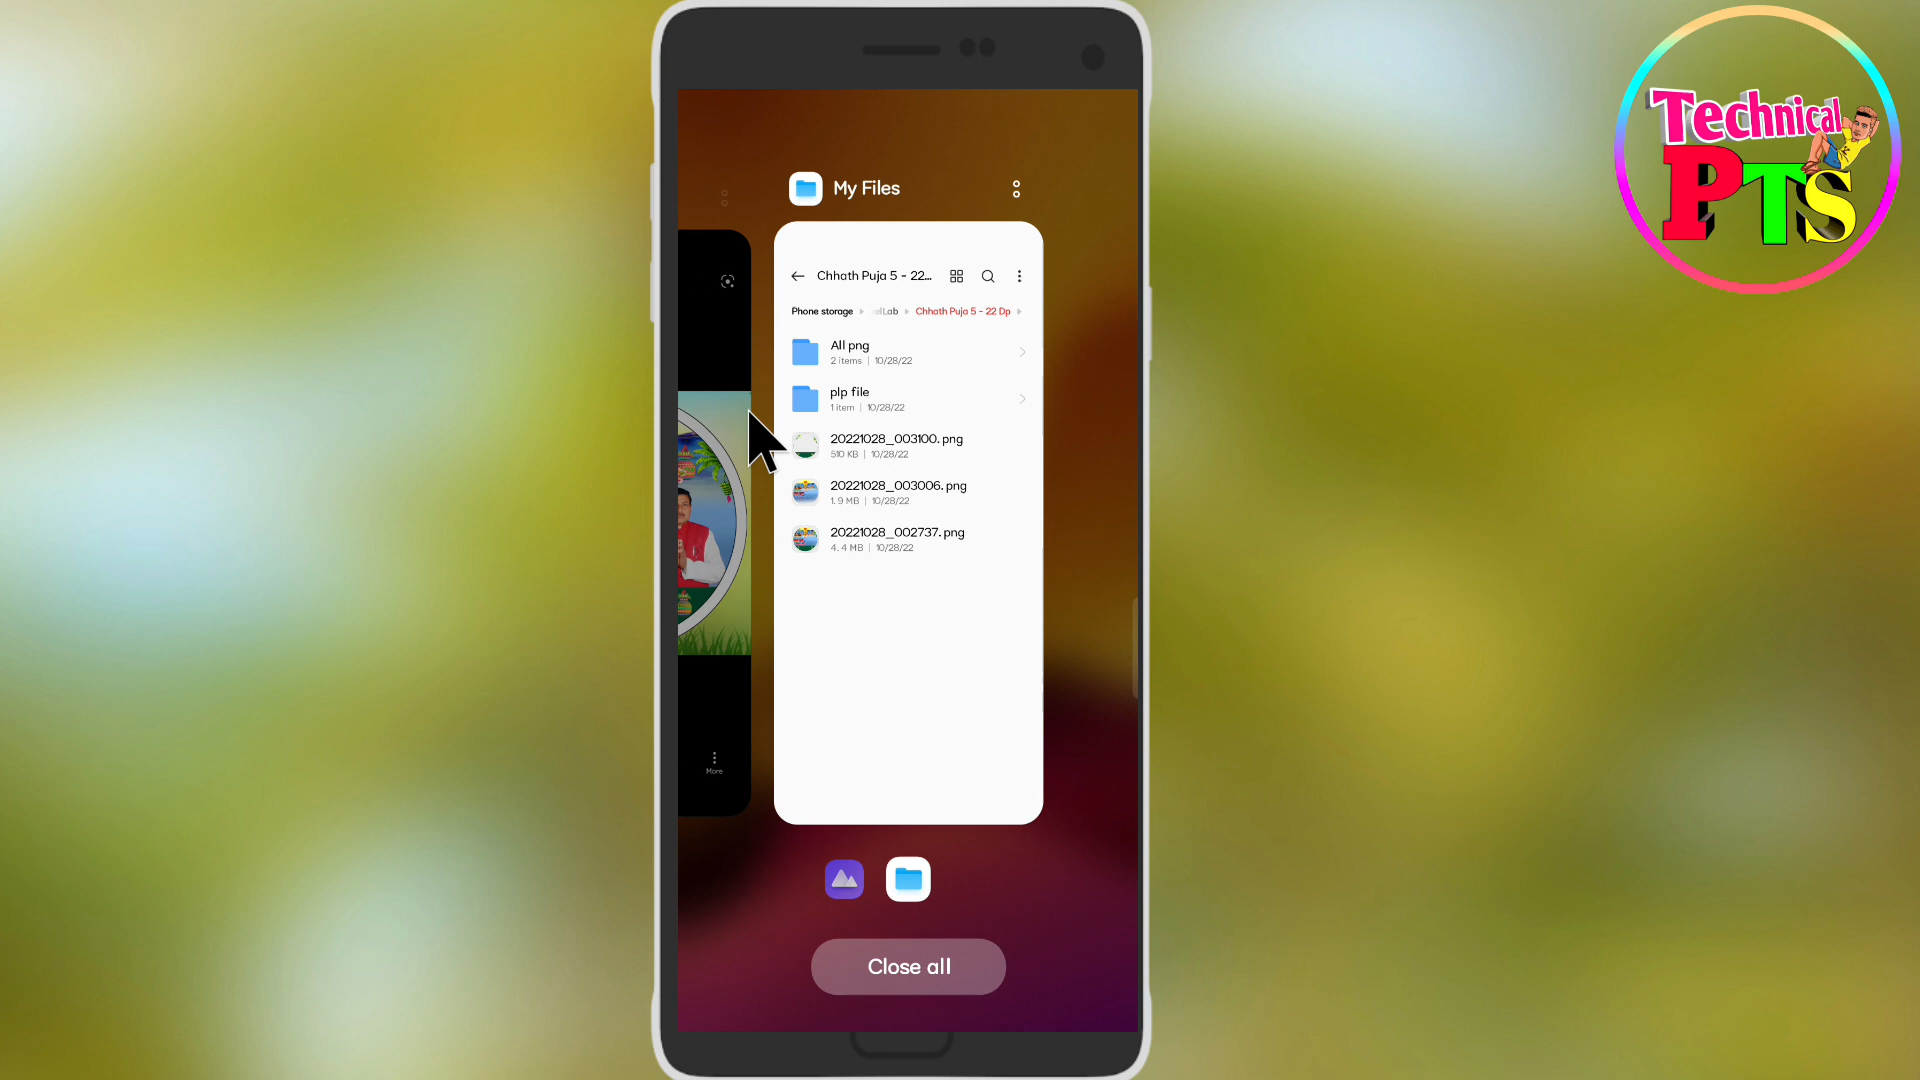 Technical
PTS
My Files
Chhath Puja 5 - 22...
Phone storage elLab Chhath Puja 5 - 22 Dp
All png
2 items | 10/28/22
plp file
1 item | 10/28/22
20221028_003100.png
510 KB | 10/28/22
20221028_003006.png
1.9 MB | 10/28/22
20221028_002737.png
4.4 MB | 10/28/22
More
Close all